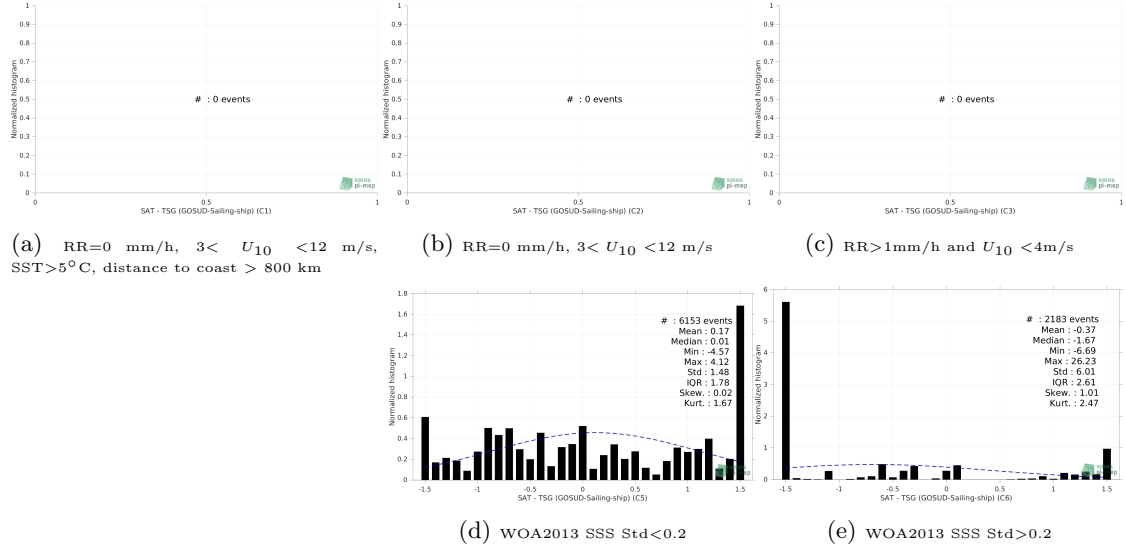 1
0.9
0.8
0.7
0.6
0.5
0.4
0.3
0.2
0.1
0
Normalized histogram
# : 0 events
smos
pi-mep
0 0.5 1
SAT - TSG (GOSUD-Sailing-ship) (C1)
(a) RR=0 mm/h, 3< U10 <12 m/s,
SST>5°C, distance to coast > 800 km
1
0.9
0.8
0.7
0.6
0.5
0.4
0.3
0.2
0.1
0
Normalized histogram
# : 0 events
smos
pi-mep
0 0.5 1
SAT - TSG (GOSUD-Sailing-ship) (C2)
(b) RR=0 mm/h, 3< U10 <12 m/s
1
0.9
0.8
0.7
0.6
0.5
0.4
0.3
0.2
0.1
0
Normalized histogram
# : 0 events
smos
pi-mep
0 0.5 1
SAT - TSG (GOSUD-Sailing-ship) (C3)
(c) RR>1mm/h and U10 <4m/s
1.8
1.6
1.4
1.2
1
0.8
0.6
0.4
0.2
0
Normalized histogram
# : 6153 events
Mean : 0.17
Median : 0.01
Min : -4.57
Max : 4.12
Std : 1.48
IQR : 1.78
Skew. : 0.02
Kurt. : 1.67
smos
pi-mep
-1.5 -1 -0.5 0 0.5 1 1.5
SAT - TSG (GOSUD-Sailing-ship) (C5)
(d) WOA2013 SSS Std<0.2
6
5
4
3
2
1
0
Normalized histogram
# : 2183 events
Mean : -0.37
Median : -1.67
Min : -6.69
Max : 26.23
Std : 6.01
IQR : 2.61
Skew. : 1.01
Kurt. : 2.47
smos
pi-mep
-1.5 -1 -0.5 0 0.5 1 1.5
SAT - TSG (GOSUD-Sailing-ship) (C6)
(e) WOA2013 SSS Std>0.2